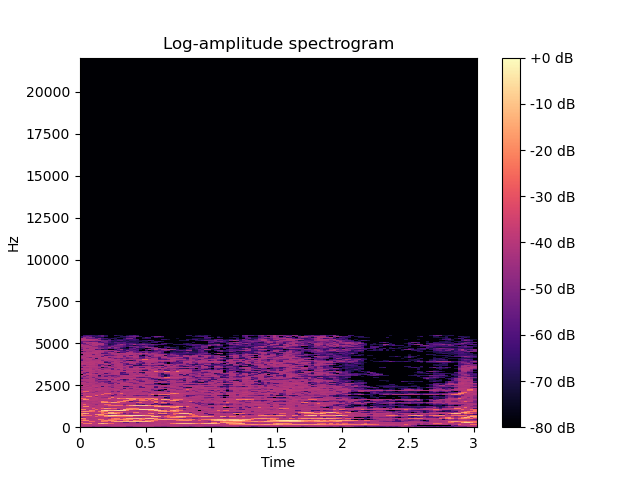 Log-amplitude spectrogram
Hz
20000
17500
15000
12500
10000
7500
5000
2500
0
0 0.5 1 1.5 2 2.5 3
Time
+0 dB
-10 dB
-20 dB
-30 dB
-40 dB
-50 dB
-60 dB
-70 dB
-80 dB